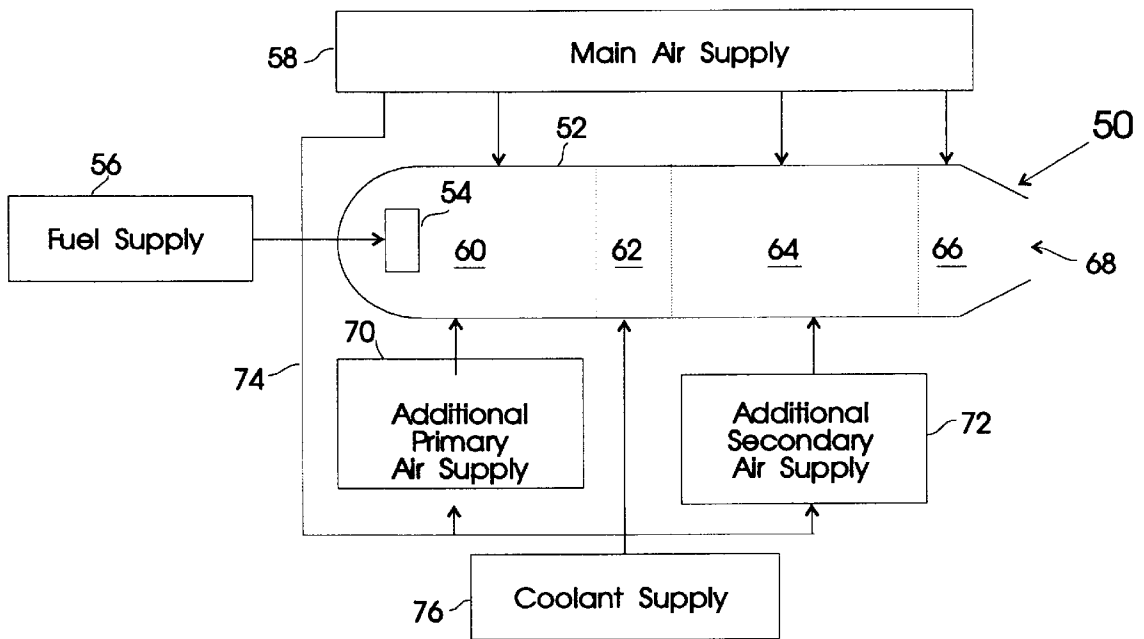 58
Main Air Supply
52
50
56
54
Fuel Supply
60
62
64
66
68
70
74
Additional
Primary
Air Supply
Additional
Secondary
Air Supply
72
76
Coolant Supply